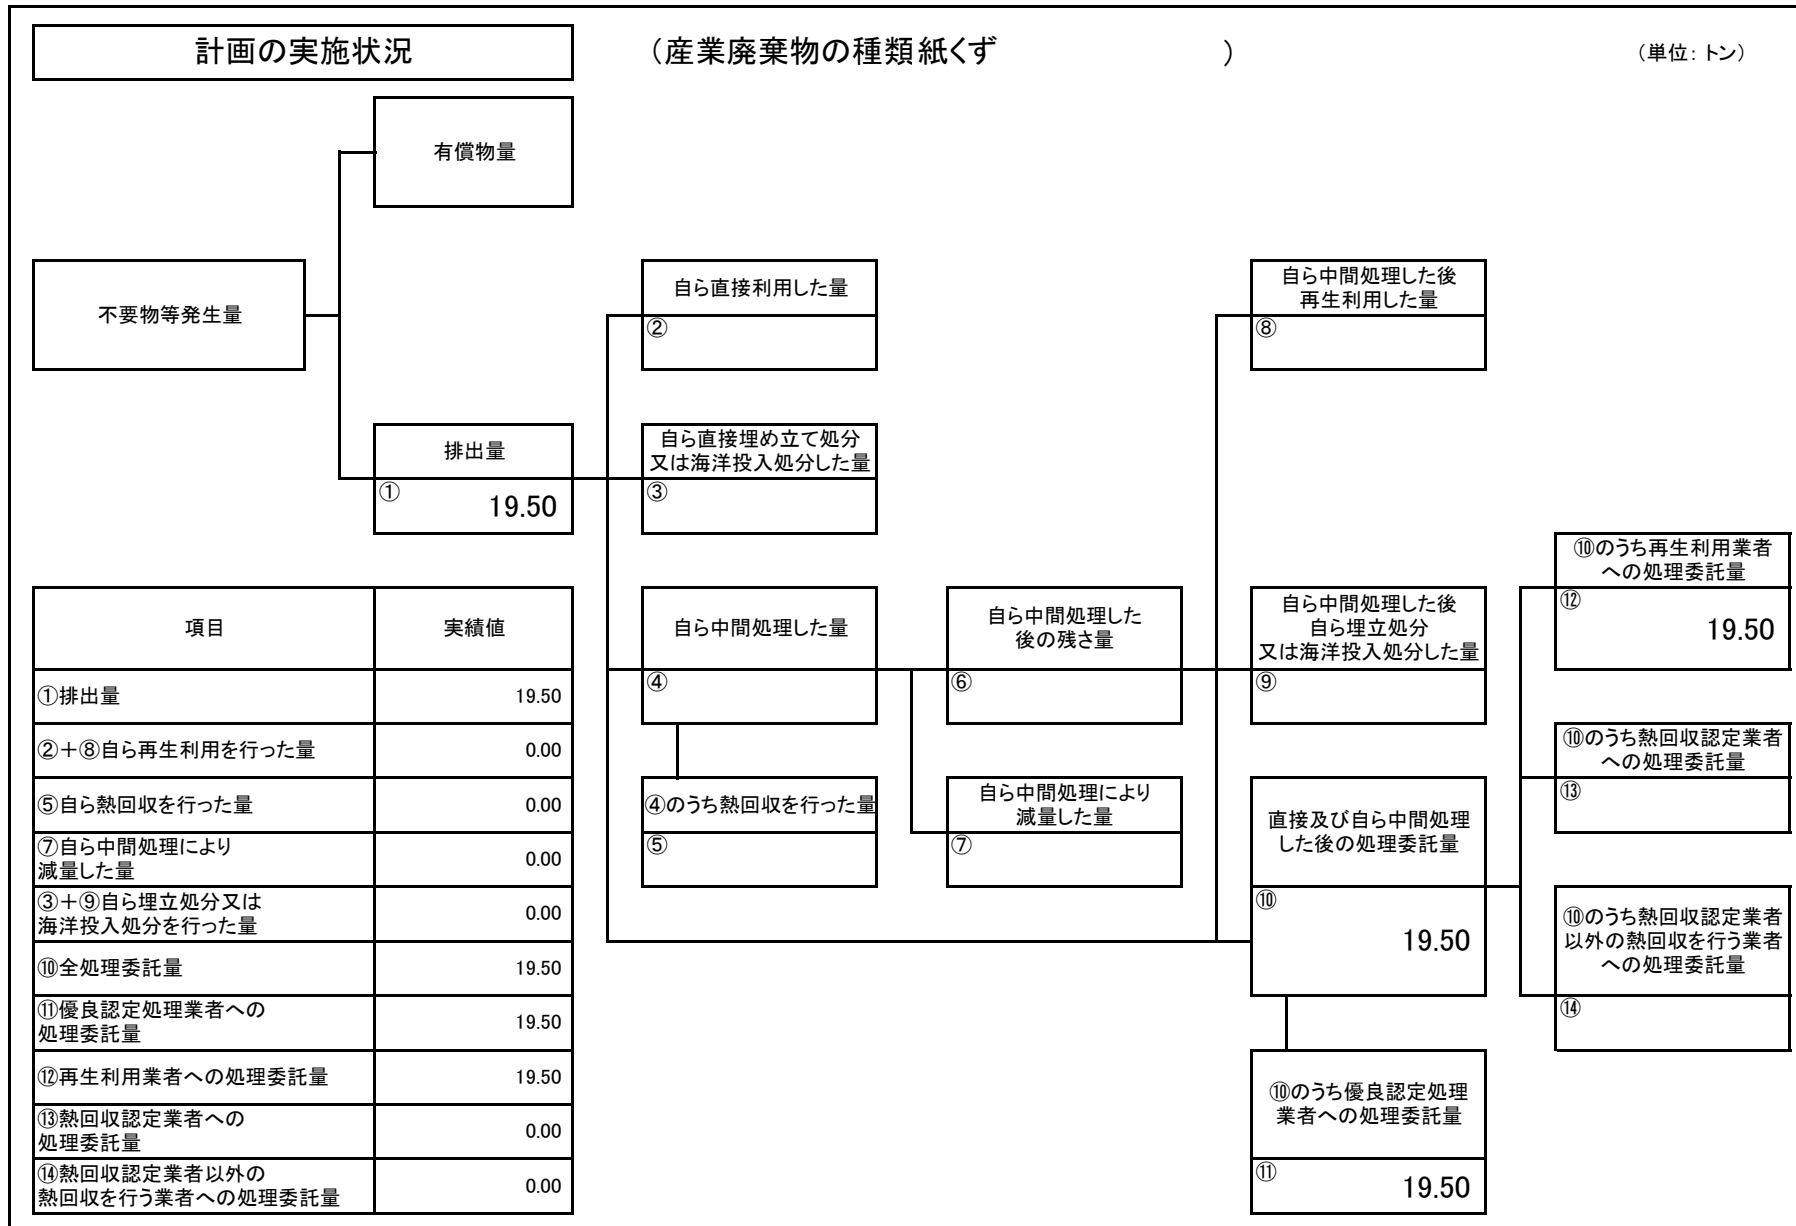 計画の実施状況
（産業廃棄物の種類紙くず　　　　　　　　）
（単位：トン）
有償物量
不要物等発生量
自ら直接利用した量
②
自ら中間処理した後
再生利用した量
⑧
排出量
①
19.50
自ら直接埋め立て処分
又は海洋投入処分した量
③
⑩のうち再生利用業者
への処理委託量
⑫
19.50
自ら中間処理した量
④
自ら中間処理した
後の残さ量
⑥
自ら中間処理した後
自ら埋立処分
又は海洋投入処分した量
⑨
⑩のうち熱回収認定業者
への処理委託量
⑬
④のうち熱回収を行った量
⑤
自ら中間処理により
減量した量
⑦
直接及び自ら中間処理
した後の処理委託量
⑩
19.50
⑩のうち熱回収認定業者
以外の熱回収を行う業者
への処理委託量
⑭
⑩のうち優良認定処理
業者への処理委託量
⑪
19.50
項目 実績値
①排出量 19.50
②＋⑧自ら再生利用を行った量 0.00
⑤自ら熱回収を行った量 0.00
⑦自ら中間処理により
減量した量 0.00
③＋⑨自ら埋立処分又は
海洋投入処分を行った量 0.00
⑩全処理委託量 19.50
⑪優良認定処理業者への
処理委託量 19.50
⑫再生利用業者への処理委託量 19.50
⑬熱回収認定業者への
処理委託量 0.00
⑭熱回収認定業者以外の
熱回収を行う業者への処理委託量 0.00